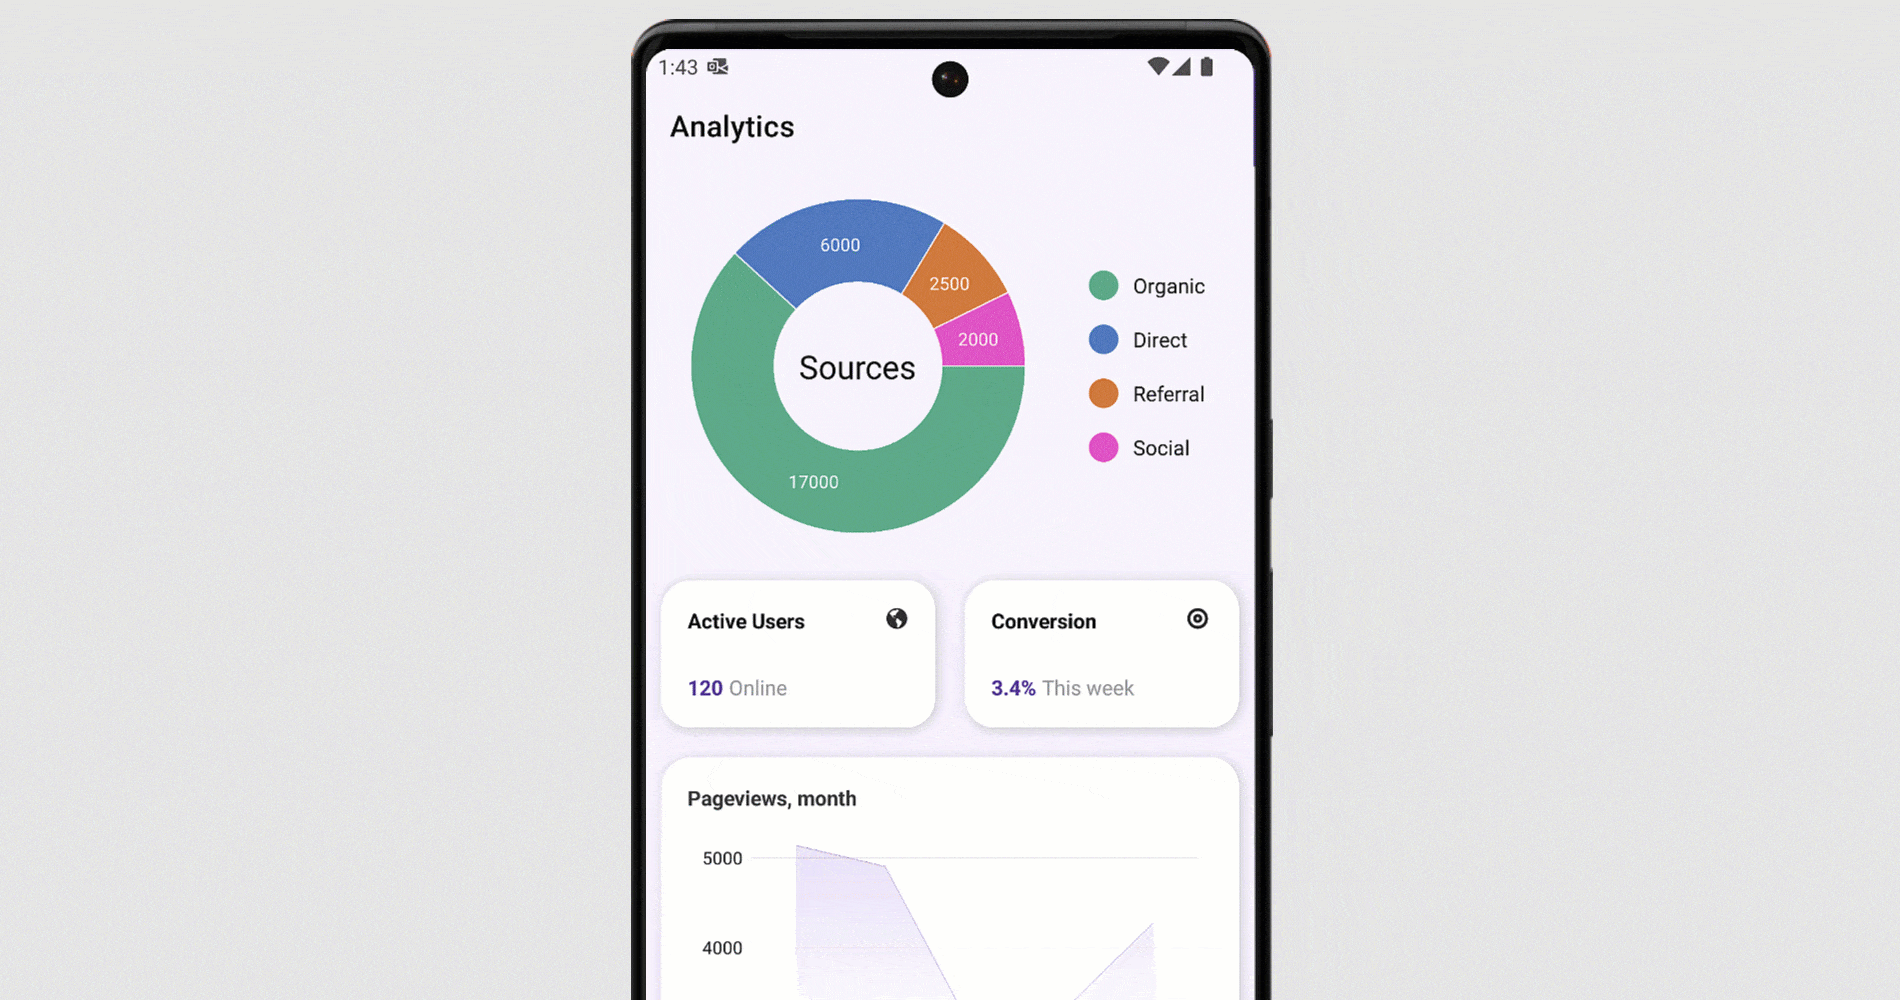 1:43
Analytics
6000
2500
2000
Sources
17000
Organic
Direct
Referral
Social
Active Users
120 Online
Conversion
3.4% This week
Pageviews, month
5000
4000